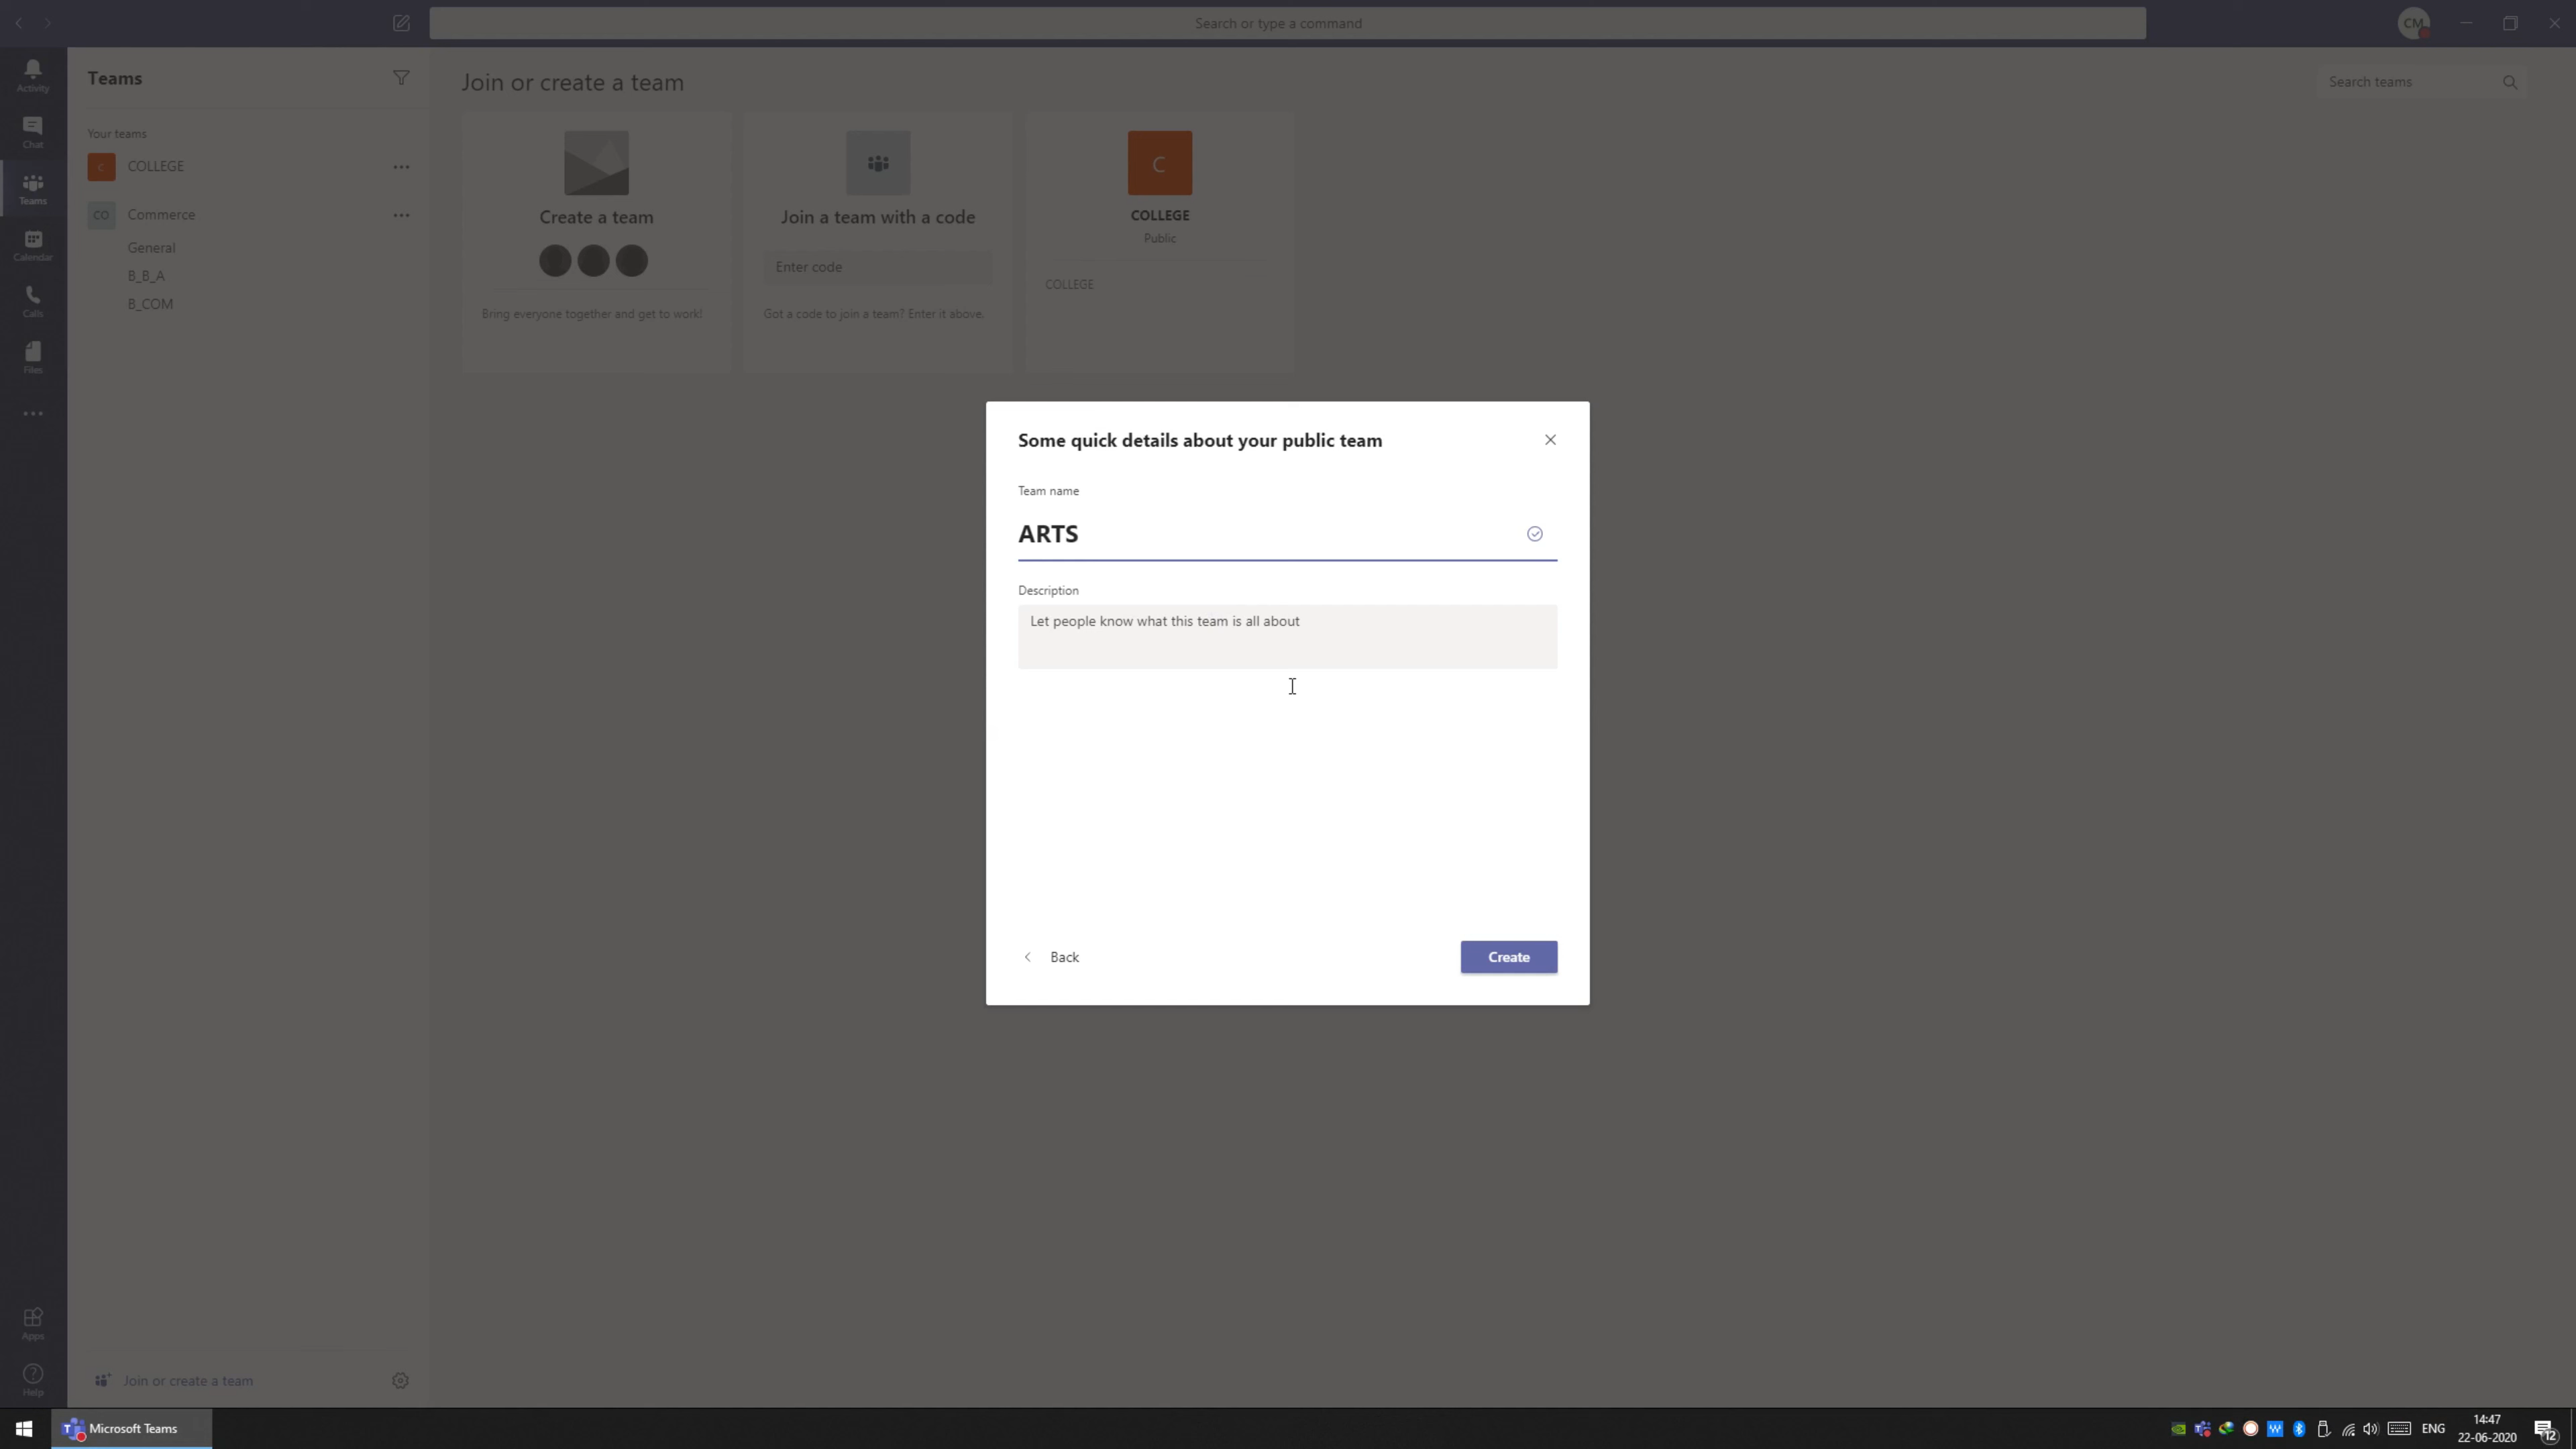 Search or type a command
CM
Activity
Chat
Teams
Calendar
Calls
Files
Apps
Help
Teams
Your teams
C COLLEGE
CO Commerce
General
B_B_A
B_COM
Join or create a team
Join or create a team
Search teams
Create a team
Bring everyone together and get to work!
Join a team with a code
Enter code
Got a code to join a team? Enter it above.
C
COLLEGE
Public
COLLEGE
Some quick details about your public team
Team name
ARTS
Description
Let people know what this team is all about
Back
Create
T Microsoft Teams
W
ENG
14:47
22-06-2020
12